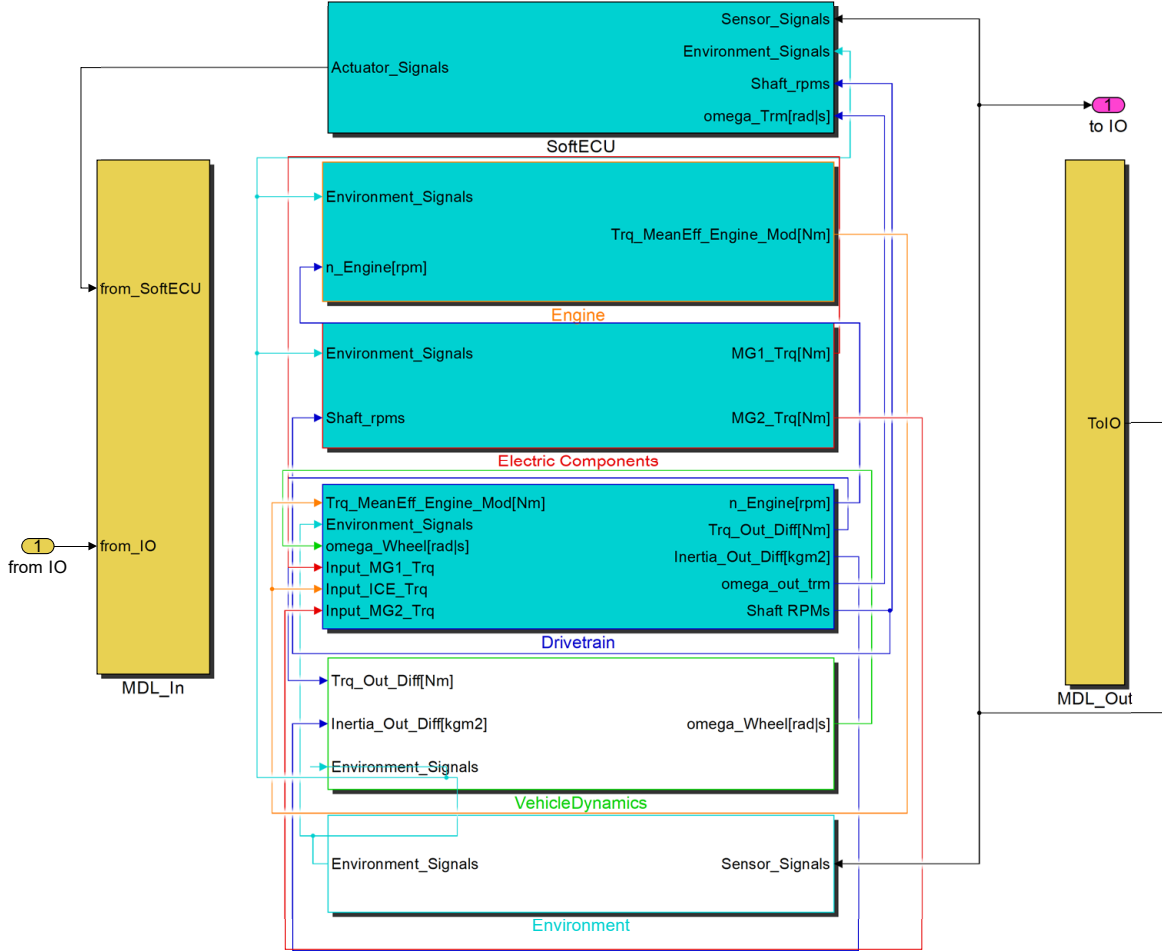 Sensor_Signals
Environment_Signals
Actuator_Signals
Shaft_rpms
omega_Trm[rad|s]
SoftECU
1
to IO
Environment_Signals
Trq_MeanEff_Engine_Mod[Nm]
n_Engine[rpm]
Engine
from_SoftECU
Environment_Signals
MG1_Trq[Nm]
Shaft_rpms
MG2_Trq[Nm]
Electric Components
ToIO
Trq_MeanEff_Engine_Mod[Nm]
n_Engine[rpm]
Environment_Signals
Trq_Out_Diff[Nm]
omega_Wheel[rad|s]
Inertia_Out_Diff[kgm2]
Input_MG1_Trq
Input_ICE_Trq
omega_out_trm
Input_MG2_Trq
Shaft RPMs
Drivetrain
1
from IO
from_IO
MDL_In
Trq_Out_Diff[Nm]
Inertia_Out_Diff[kgm2]
omega_Wheel[rad|s]
Environment_Signals
VehicleDynamics
MDL_Out
Environment_Signals
Sensor_Signals
Environment